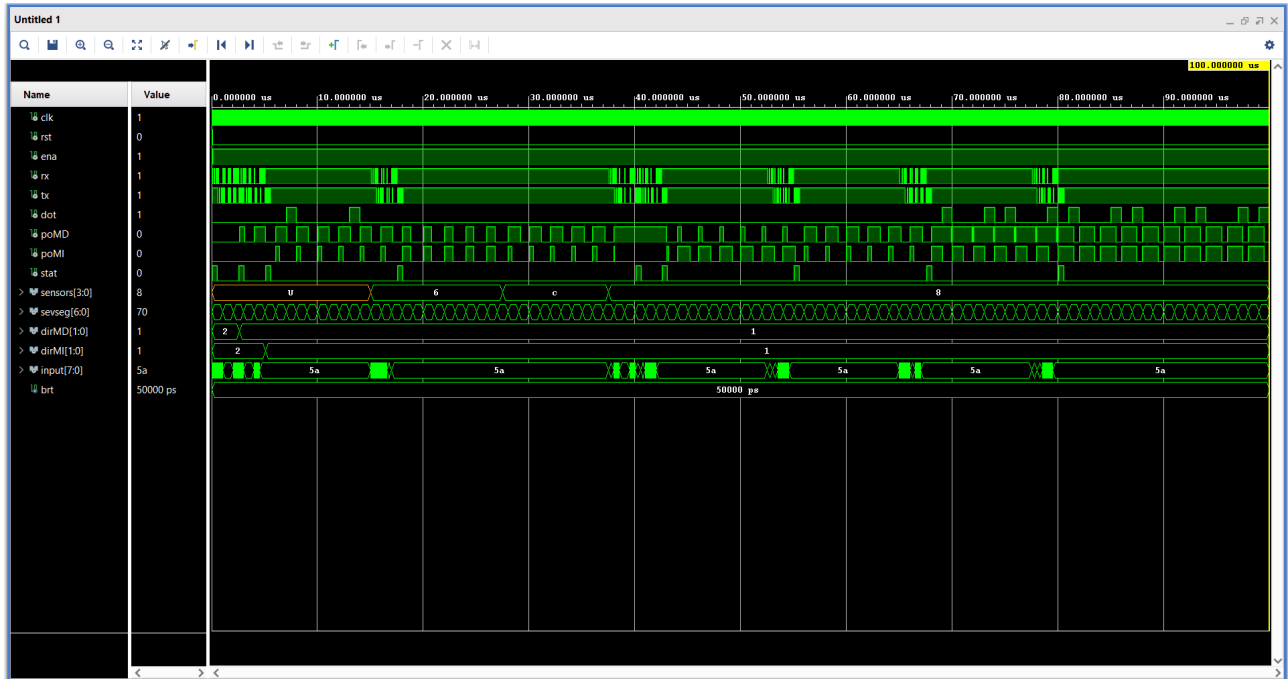 Untitled 1
100.000000 us
Name Value
0.000000 us 10.000000 us 20.000000 us 30.000000 us 40.000000 us 50.000000 us 60.000000 us 70.000000 us 80.000000 us 90.000000 us
clk 1
rst 0
ena 1
rx 1
tx 1
dot 1
poMD 0
poMI 0
stat 0
sensors[3:0] 8 U 6 c 8
sevseg[6:0] 70
dirMD[1:0] 1 2 1
dirMI[1:0] 1 2 1
input[7:0] 5a 5a 5a 5a 5a 5a 5a
brt 50000 ps 50000 ps